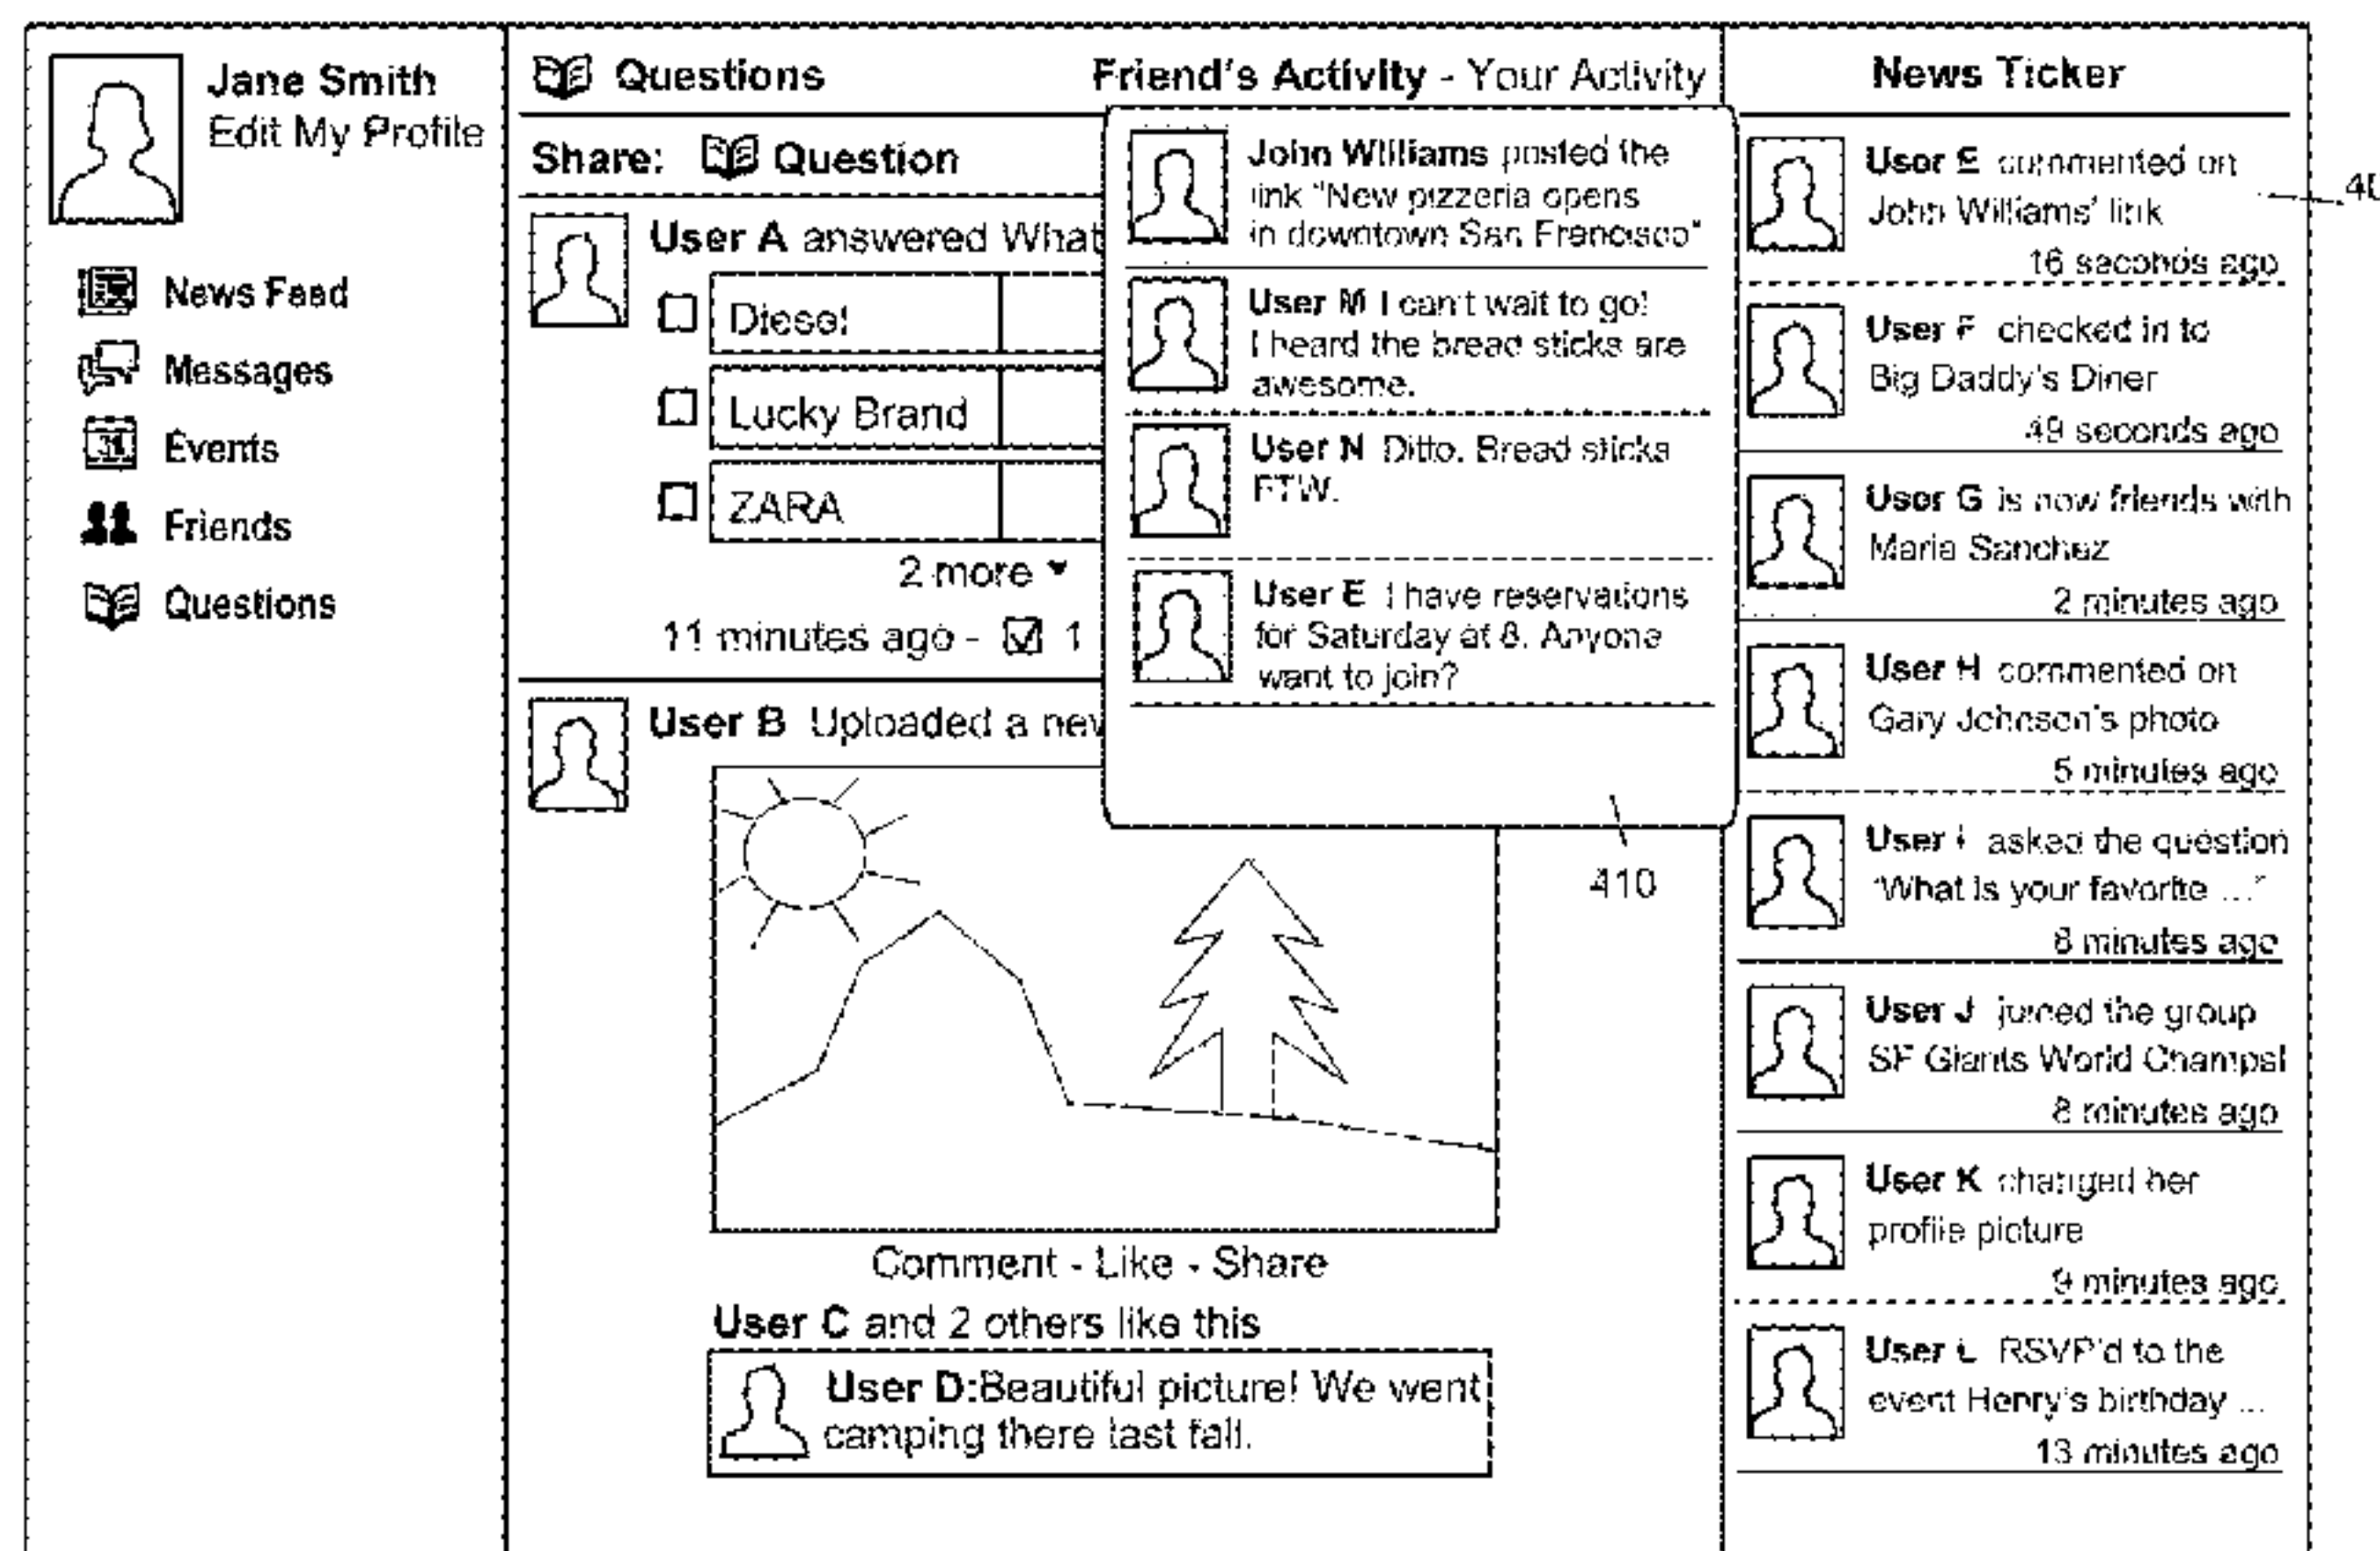 Jane Smith
Edit My Profile
News Feed
Messages
Events
31
Friends
Questions
Questions
Friend's Activity - Your Activity
Share: Question
User A answered What
Diesel
Lucky Brand
ZARA
2 more
11 minutes ago - 1
User B Uploaded a new
Comment - Like - Share
User C and 2 others like this
User D:Beautiful picture! We went
camping there last fall.
John Williams posted the
link "New pizzeria opens
in downtown San Francisco"
User M I can't wait to go!
I heard the bread sticks are
awesome.
User N Ditto. Bread sticks
FTW.
User E I have reservations
for Saturday at 8. Anyone
want to join?
410
News Ticker
User E commented on
John Williams' link
16 seconds ago
User F checked in to
Big Daddy's Diner
49 seconds ago
User G is now friends with
Maria Sanchez
2 minutes ago
User H commented on
Gary Johnson's photo
5 minutes ago
User I asked the question
"What is your favorite ..."
8 minutes ago
User J joined the group
SF Giants World Champs!
8 minutes ago
User K changed her
profile picture
9 minutes ago
User L RSVP'd to the
event Henry's birthday ...
13 minutes ago